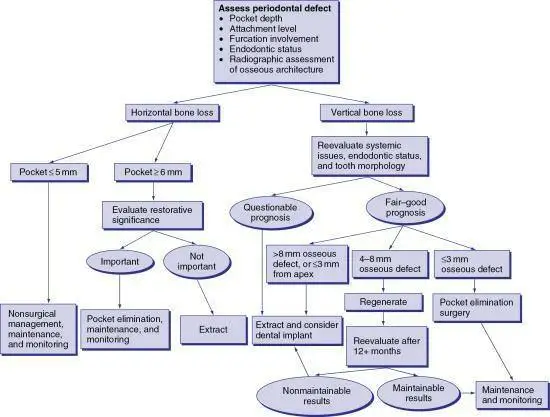 Assess periodontal defect
• Pocket depth
• Attachment level
• Furcation involvement
• Endodontic status
• Radiographic assessment
of osseous architecture
Horizontal bone loss
Vertical bone loss
Reevaluate systemic
issues, endodontic status,
and tooth morphology
Pocket ≤ 5 mm
Pocket ≥ 6 mm
Evaluate restorative
significance
Questionable
prognosis
Fair–good
prognosis
Important
Not
important
>8 mm osseous
defect, or ≤3 mm
from apex
4–8 mm
osseous defect
≤3 mm
osseous defect
Nonsurgical
management,
maintenance,
and monitoring
Pocket elimination,
maintenance, and
monitoring
Extract
Extract and consider
dental implant
Regenerate
Pocket elimination
surgery
Reevaluate after
12+ months
Nonmaintainable
results
Maintainable
results
Maintenance
and monitoring